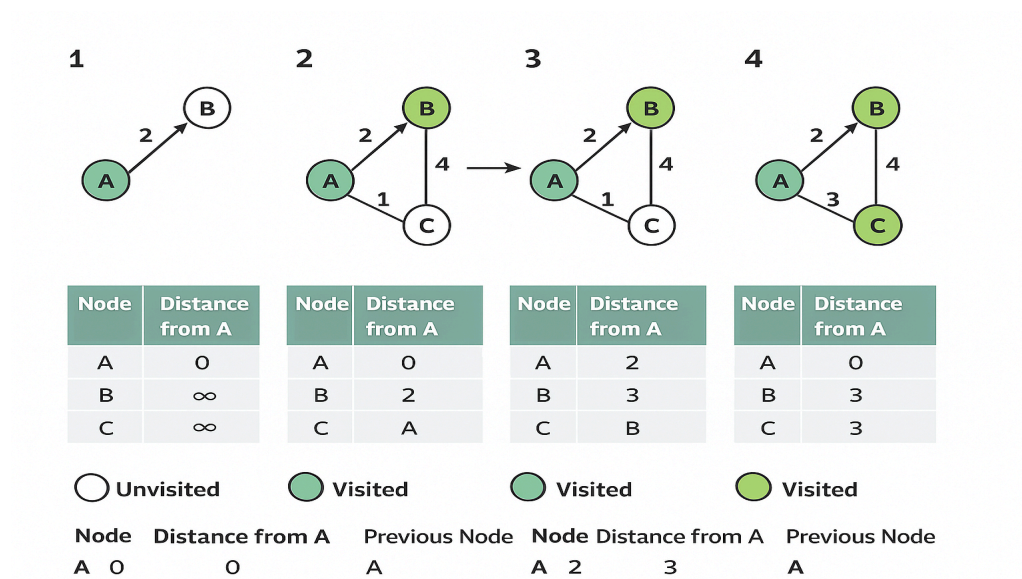 1 2 3 4
B B B B
2 2 2 2
4 4 4
A A A A
1 1 3
C C C
Node Distance from A Node Distance from A Node Distance from A Node Distance from A
A 0 A 0 A 2 A 0
B ∞ B 2 B 3 B 3
C ∞ C A C B C 3
Unvisited Visited Visited Visited
Node Distance from A Previous Node Node Distance from A Previous Node
A 0 0 A A 2 3 A